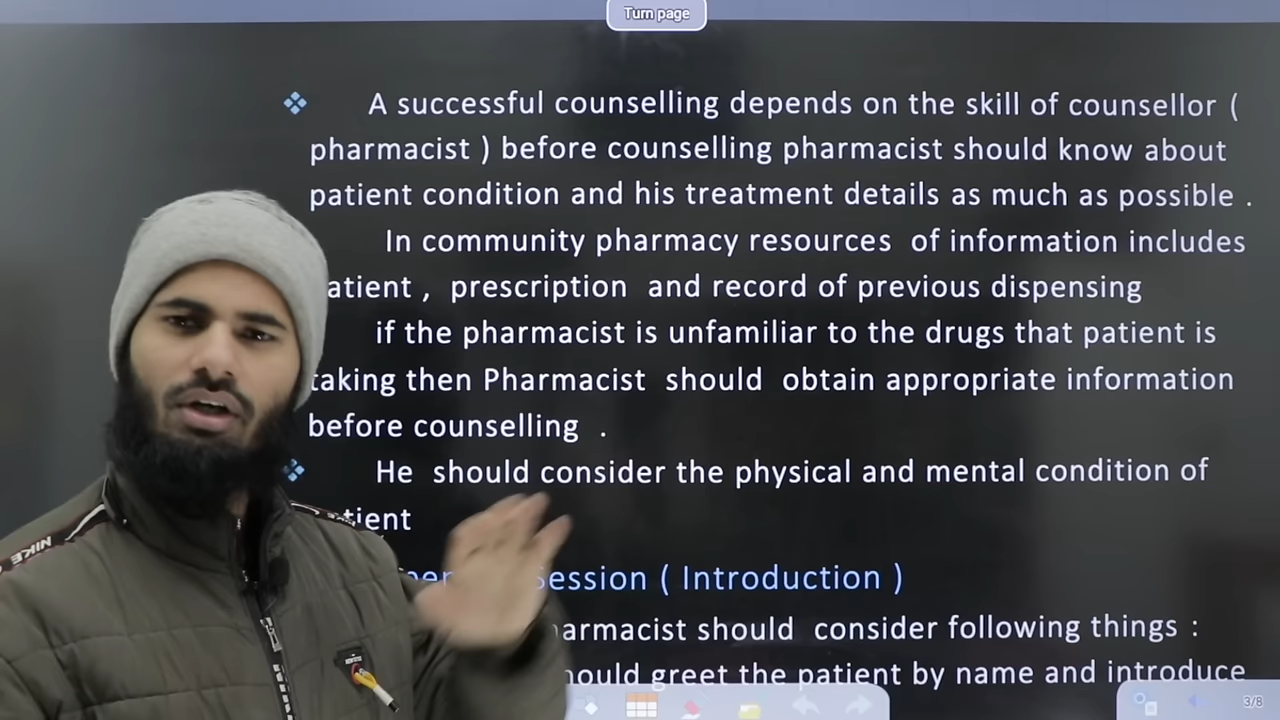 Turn page
❖ A successful counselling depends on the skill of counsellor (
pharmacist ) before counselling pharmacist should know about
patient condition and his treatment details as much as possible .
In community pharmacy resources of information includes
atient , prescription and record of previous dispensing
if the pharmacist is unfamiliar to the drugs that patient is
taking then Pharmacist should obtain appropriate information
before counselling .
❖ He should consider the physical and mental condition of
tient
Session ( Introduction )
armacist should consider following things :
hould greet the patient by name and introduce
NIKE
3/8